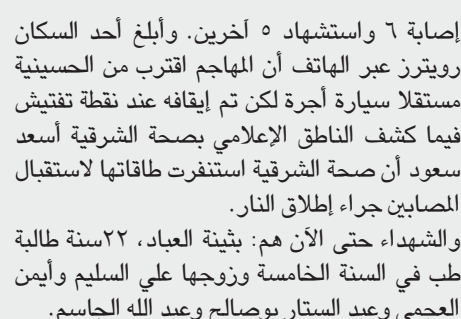 إصابة ٦ واستشهاد ٥ آخرين. وأبلغ أحد السكان
رويترز عبر الهاتف أن المهاجم اقترب من الحسينية
مستقلا سيارة أجرة لكن تم إيقافه عند نقطة تفتيش
فيما كشف الناطق الإعلامي بصحة الشرقية أسعد
سعود أن صحة الشرقية استنفرت طاقاتها لاستقبال
المصابين جراء إطلاق النار.
والشهداء حتى الآن هم: بثينة العباد، ٢٢سنة طالبة
طب في السنة الخامسة وزوجها علي السليم وأيمن
العجمي وعبد الستار بوصالح وعبد الله الجاسم.